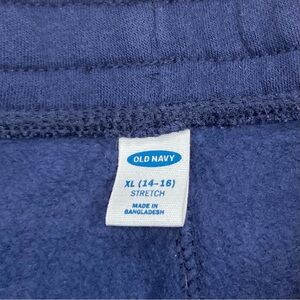 OLD NAVY
XL (14-16)
STRETCH
MADE IN
BANGLADESH